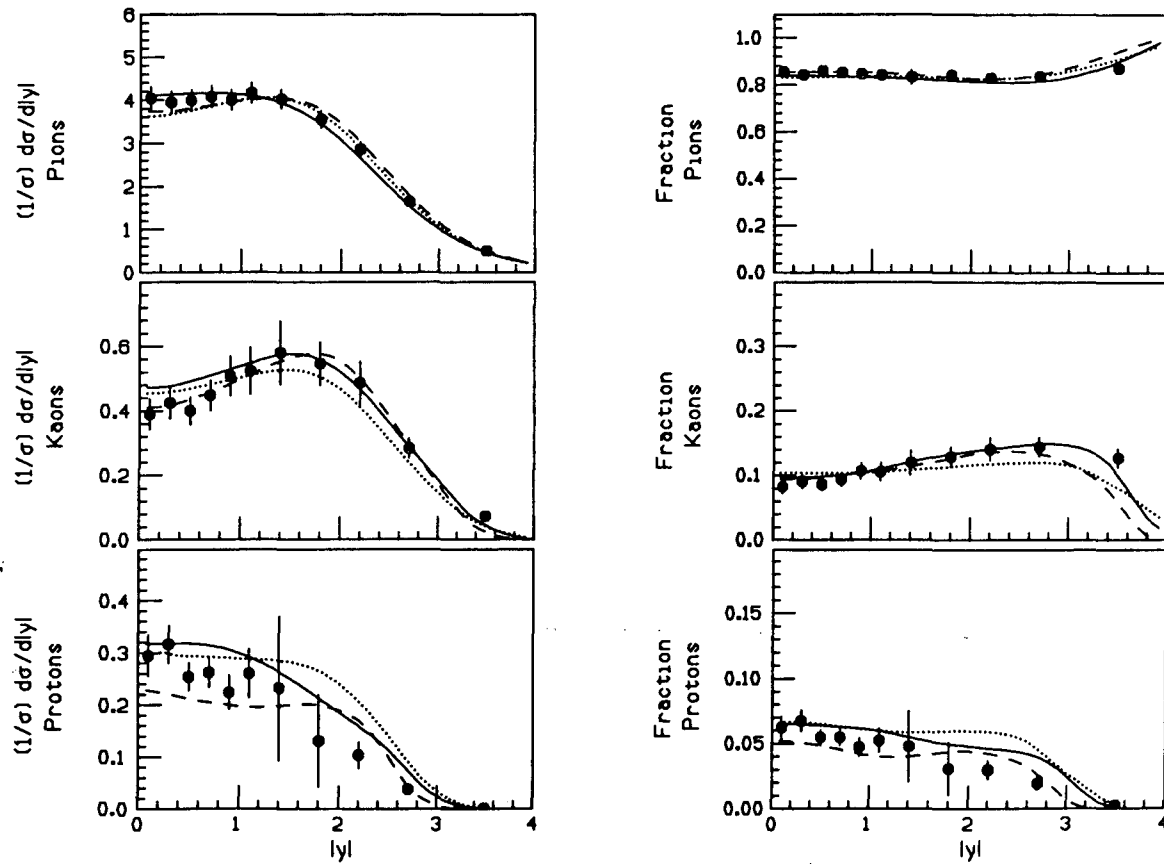 (1/σ) dσ/d|y|
Pions
6
5
4
3
2
1
0
Fraction
Pions
1.0
0.8
0.6
0.4
0.2
0.0
(1/σ) dσ/d|y|
Kaons
0.6
0.4
0.2
0.0
Fraction
Kaons
0.3
0.2
0.1
0.0
(1/σ) dσ/d|y|
Protons
0.4
0.3
0.2
0.1
0.0
0 1 2 3 4
|y|
Fraction
Protons
0.15
0.10
0.05
0.00
0 1 2 3 4
|y|